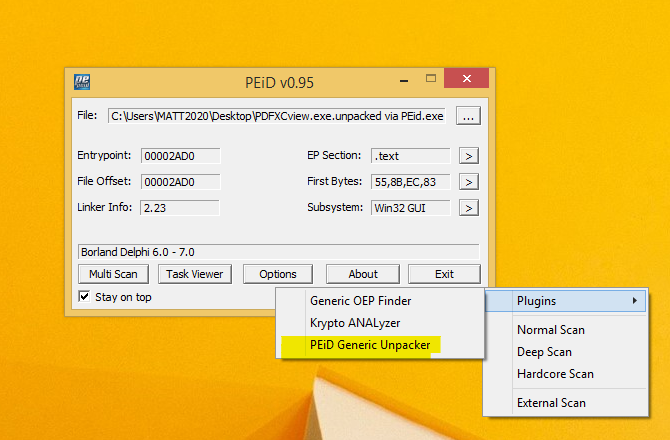 PEiD v0.95
File: C:\Users\MATT2020\Desktop\PDFXCview.exe.unpacked via PEid.exe ...
Entrypoint: 00002AD0 EP Section: .text >
File Offset: 00002AD0 First Bytes: 55,8B,EC,83 >
Linker Info: 2.23 Subsystem: Win32 GUI >
Borland Delphi 6.0 - 7.0
Multi Scan Task Viewer Options About Exit
Stay on top
Generic OEP Finder
Krypto ANALyzer
PEiD Generic Unpacker
Plugins
Normal Scan
Deep Scan
Hardcore Scan
External Scan